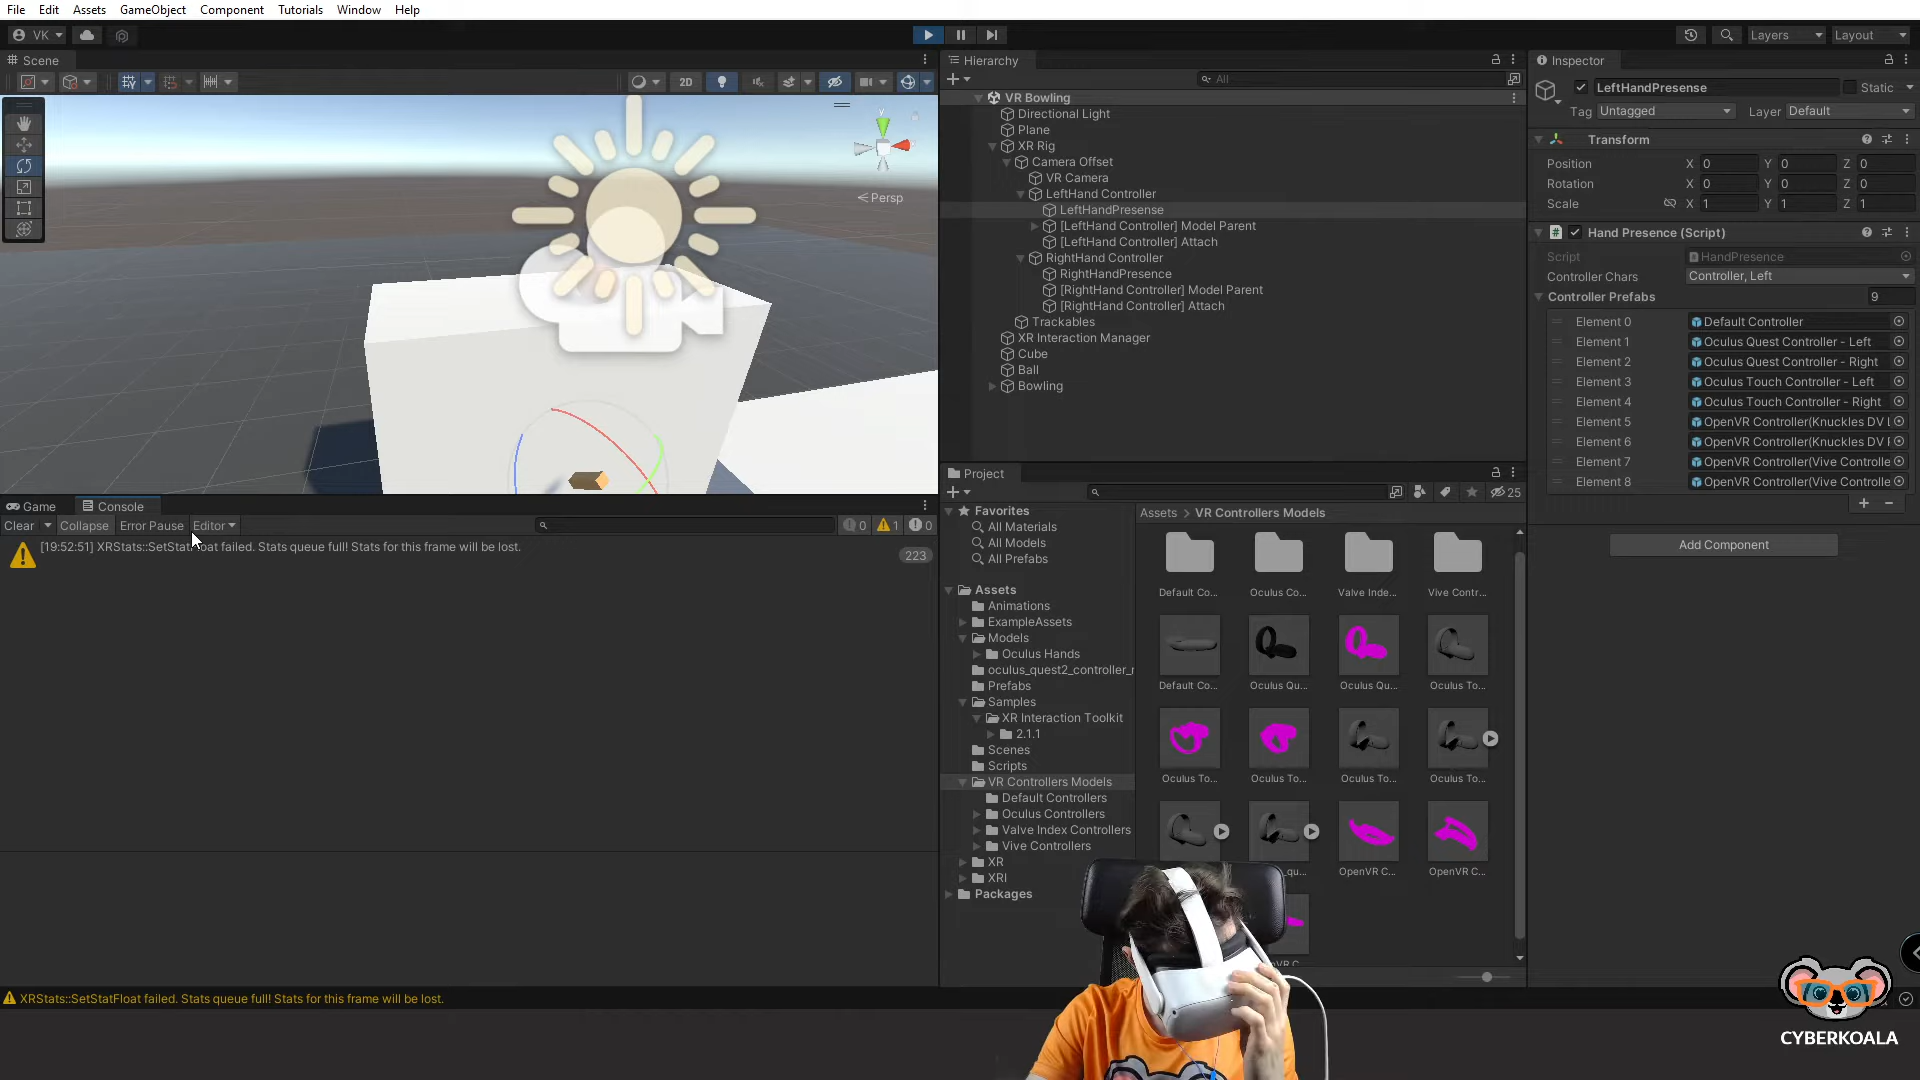 File Edit Assets GameObject Component Tutorials Window Help
VK
Layers
Layout
Scene
2D
y
Persp
Game
Console
Clear Collapse Error Pause Editor
0 1 0
[19:52:51] XRStats::SetStatFloat failed. Stats queue full! Stats for this frame will be lost.
223
Hierarchy
All
VR Bowling
Directional Light
Plane
XR Rig
Camera Offset
VR Camera
LeftHand Controller
LeftHandPresense
[LeftHand Controller] Model Parent
[LeftHand Controller] Attach
RightHand Controller
RightHandPresence
[RightHand Controller] Model Parent
[RightHand Controller] Attach
Trackables
XR Interaction Manager
Cube
Ball
Bowling
Project
25
Favorites
All Materials
All Models
All Prefabs
Assets
Animations
ExampleAssets
Models
Oculus Hands
oculus_quest2_controller_r
Prefabs
Samples
XR Interaction Toolkit
2.1.1
Scenes
Scripts
VR Controllers Models
Default Controllers
Oculus Controllers
Valve Index Controllers
Vive Controllers
XR
XRI
Packages
Assets > VR Controllers Models
Default Co... Oculus Co... Valve Inde... Vive Contr...
Default Co... Oculus Qu... Oculus Qu... Oculus To...
Oculus To... Oculus To... Oculus To... Oculus To...
_qu... OpenVR C... OpenVR C...
Inspector
LeftHandPresense
Static
Tag Untagged Layer Default
Transform
Position X 0 Y 0 Z 0
Rotation X 0 Y 0 Z 0
Scale X 1 Y 1 Z 1
Hand Presence (Script)
Script HandPresence
Controller Chars Controller, Left
Controller Prefabs 9
Element 0 Default Controller
Element 1 Oculus Quest Controller - Left
Element 2 Oculus Quest Controller - Right
Element 3 Oculus Touch Controller - Left
Element 4 Oculus Touch Controller - Right
Element 5 OpenVR Controller(Knuckles DV
Element 6 OpenVR Controller(Knuckles DV
Element 7 OpenVR Controller(Vive Controlle
Element 8 OpenVR Controller(Vive Controlle
+ −
Add Component
XRStats::SetStatFloat failed. Stats queue full! Stats for this frame will be lost.
CYBERKOALA